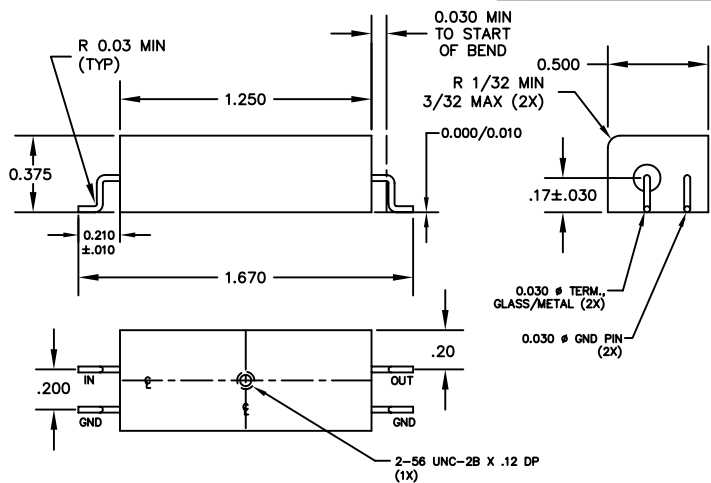 R 0.03 MIN
(TYP)
0.030 MIN
TO START
OF BEND
1.250
0.500
R 1/32 MIN
3/32 MAX (2X)
0.000/0.010
0.375
.17±.030
0.210
±.010
1.670
0.030 ø TERM.,
GLASS/METAL (2X)
0.030 ø GND PIN
(2X)
.20
IN
℄
OUT
.200
℄
GND
GND
2-56 UNC-2B X .12 DP
(1X)